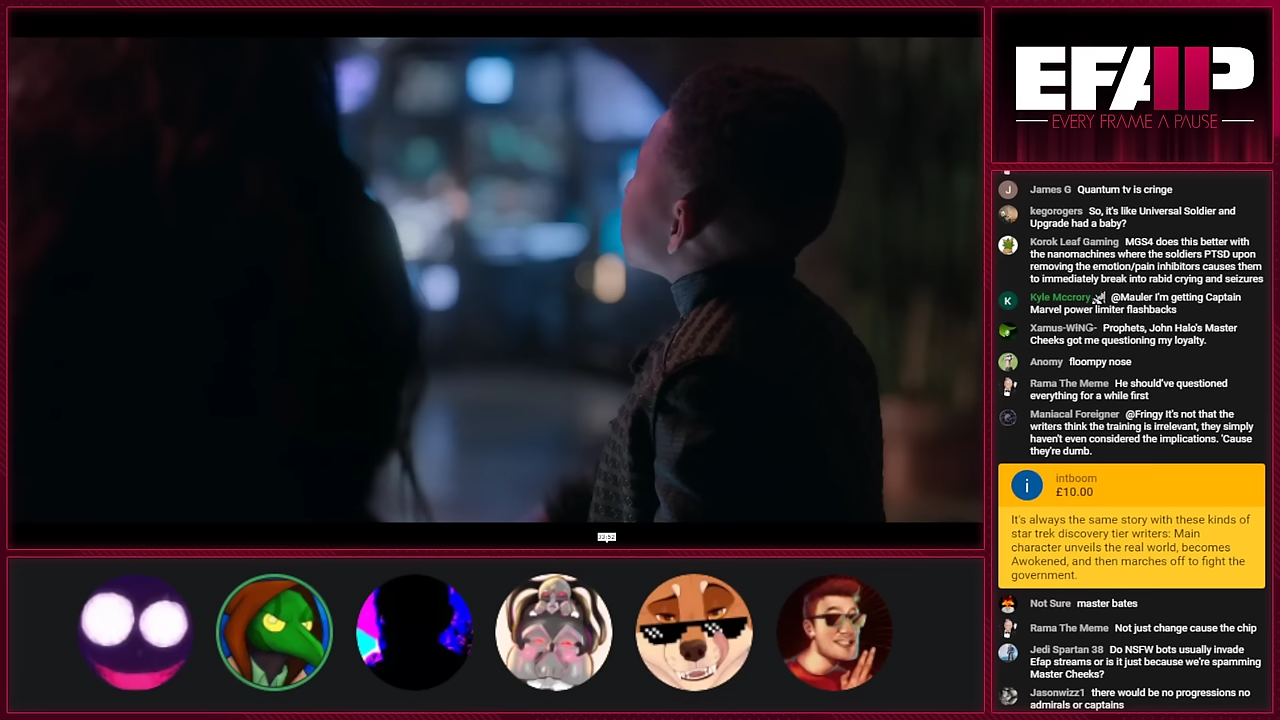 EFAP
EVERY FRAME A PAUSE
J James G Quantum tv is cringe
kegorogers So, it's like Universal Soldier and
Upgrade had a baby?
Korok Leaf Gaming MGS4 does this better with
the nanomachines where the soldiers PTSD upon
removing the emotion/pain inhibitors causes them
to immediately break into rabid crying and seizures
K Kyle Mccrory @Mauler I'm getting Captain
Marvel power limiter flashbacks
Xamus-WiNG- Prophets, John Halo's Master
Cheeks got me questioning my loyalty.
Anomy floompy nose
Rama The Meme He should've questioned
everything for a while first
Maniacal Foreigner @Fringy It's not that the
writers think the training is irrelevant, they simply
haven't even considered the implications. 'Cause
they're dumb.
i intboom
£10.00
It's always the same story with these kinds of
star trek discovery tier writers: Main
character unveils the real world, becomes
Awokened, and then marches off to fight the
government.
Not Sure master bates
Rama The Meme Not just change cause the chip
Jedi Spartan 38 Do NSFW bots usually invade
Efap streams or is it just because we're spamming
Master Cheeks?
Jasonwizz1 there would be no progressions no
admirals or captains